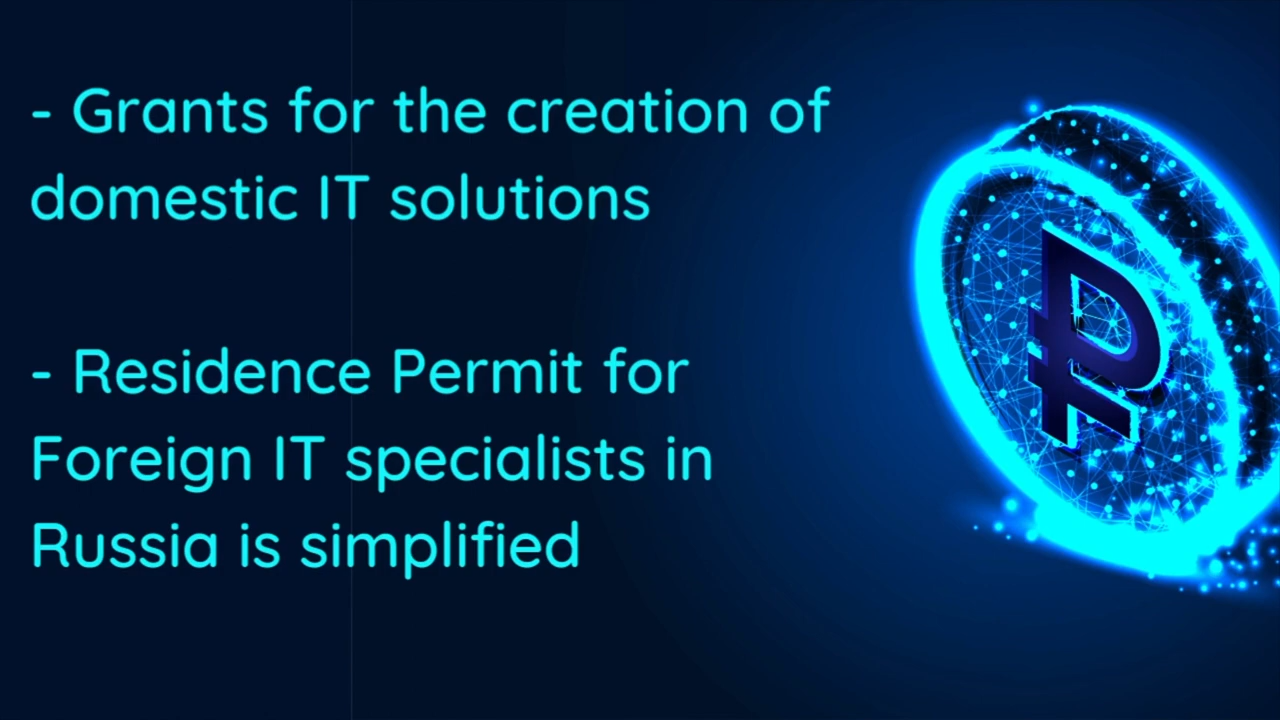 - Grants for the creation of
domestic IT solutions
- Residence Permit for
Foreign IT specialists in
Russia is simplified
₽